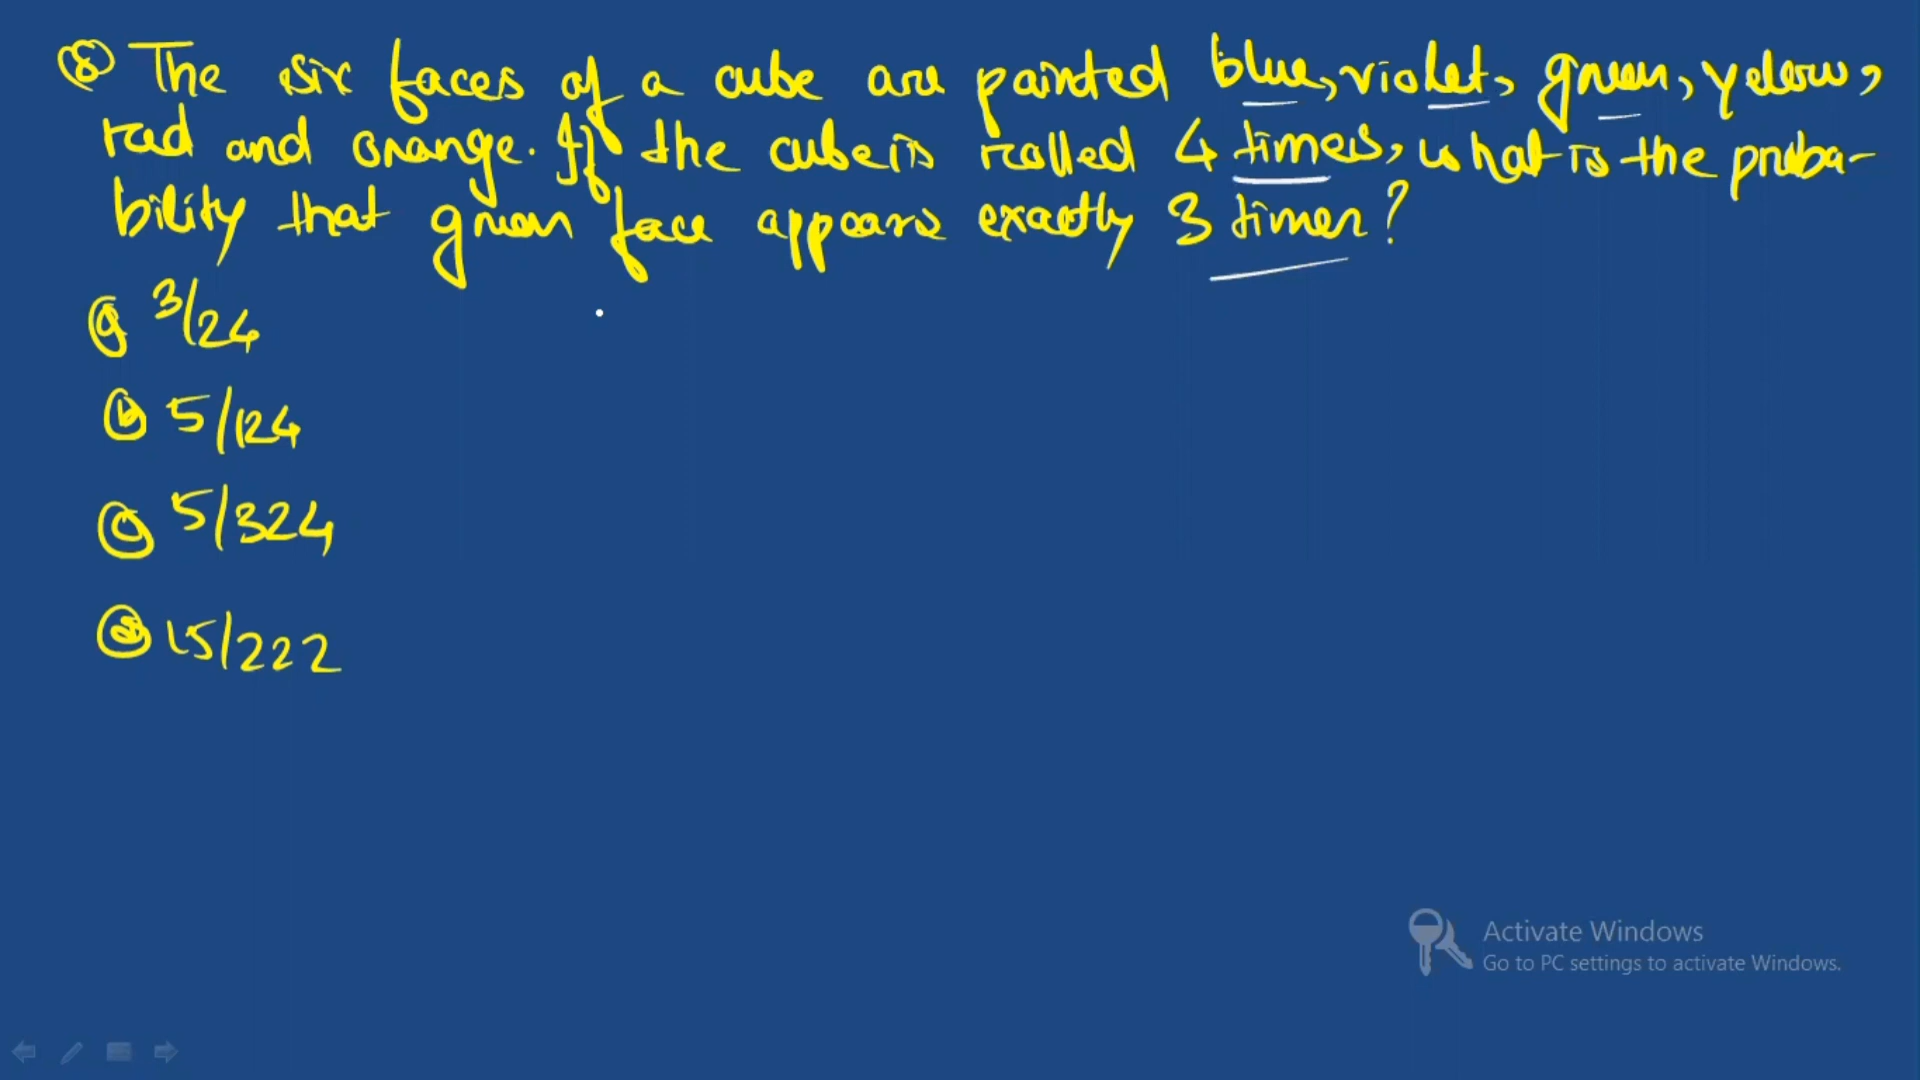 8) The six faces of a cube are painted blue, violet, green, yelow,
red and orange. If the cube is rolled 4 times, what is the proba-
bility that green face appears exactly 3 times?
a) 3/24
b) 5/124
c) 5/324
d) 15/222
Activate Windows
Go to PC settings to activate Windows.